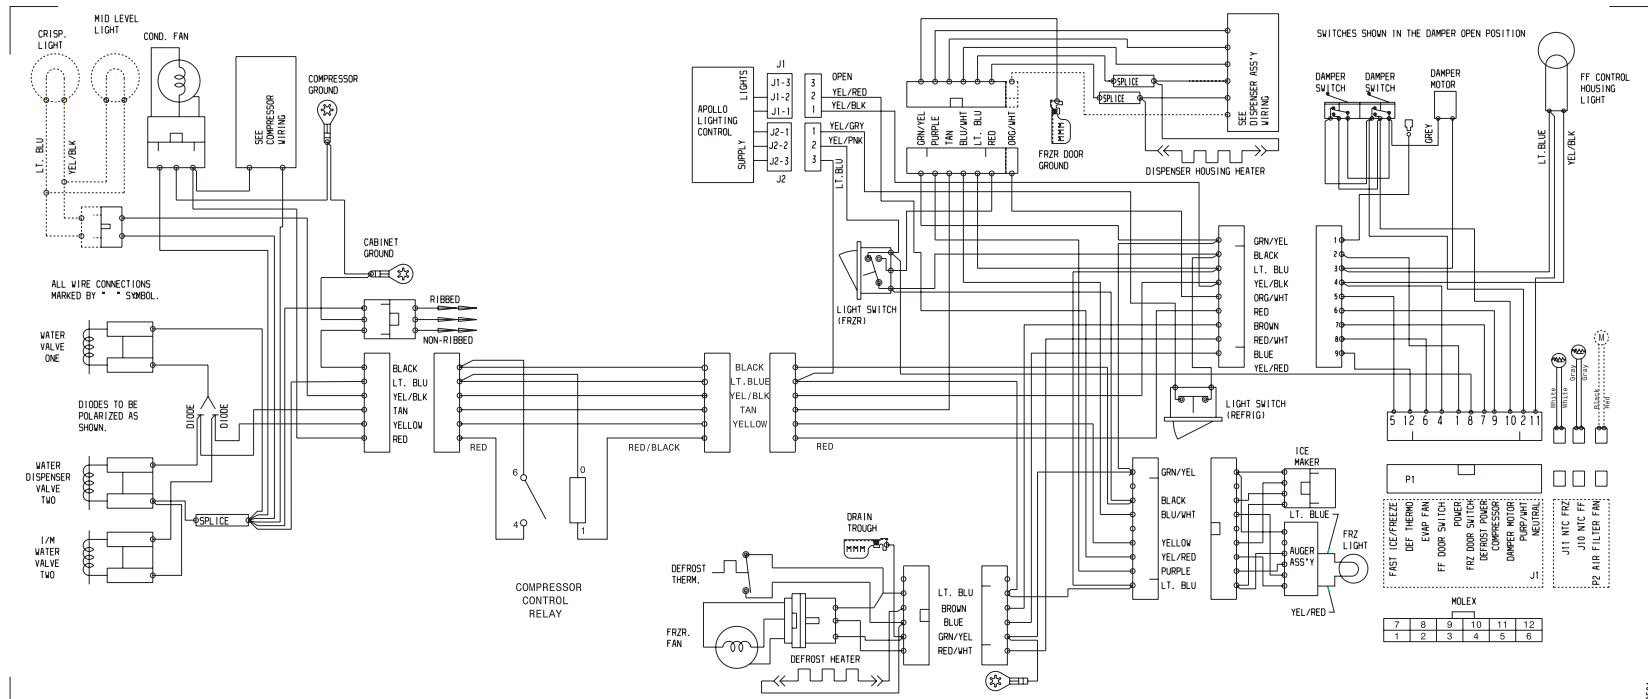 CRISP.
LIGHT
MID LEVEL
LIGHT
COND. FAN
COMPRESSOR
GROUND
SEE
COMPRESSOR
WIRING
LT. BLU
YEL/BLK
CABINET
GROUND
ALL WIRE CONNECTIONS
MARKED BY " " SYMBOL.
RIBBED
NON-RIBBED
WATER
VALVE
ONE
DIODES TO BE
POLARIZED AS
SHOWN.
DIODE
DIODE
WATER
DISPENSER
VALVE
TWO
SPLICE
I/M
WATER
VALVE
TWO
BLACK
LT. BLU
YEL/BLK
TAN
YELLOW
RED
RED
6
4
0
1
COMPRESSOR
CONTROL
RELAY
RED/BLACK
BLACK
LT.BLUE
YEL/BLK
TAN
YELLOW
RED
APOLLO
LIGHTING
CONTROL
LIGHTS
SUPPLY
J1
J1-3
J1-2
J1-1
J2-1
J2-2
J2-3
J2
3
2
1
1
2
3
OPEN
YEL/RED
YEL/BLK
YEL/GRY
YEL/PNK
LT.BLU
GRN/YEL
PURPLE
TAN
BLU/WHT
LT. BLU
RED
ORG/WHT
FRZR DOOR
GROUND
SPLICE
SPLICE
SEE
DISPENSER ASS'Y
WIRING
DISPENSER HOUSING HEATER
LIGHT SWITCH
(FRZR)
SWITCHES SHOWN IN THE DAMPER OPEN POSITION
DAMPER
SWITCH
DAMPER
SWITCH
DAMPER
MOTOR
GREY
FF CONTROL
HOUSING
LIGHT
LT.BLUE
YEL/BLK
GRN/YEL
BLACK
LT. BLU
YEL/BLK
ORG/WHT
RED
BROWN
RED/WHT
BLUE
YEL/RED
1
2
3
4
5
6
7
8
9
LIGHT SWITCH
(REFRIG)
M
White
White
Gray
Gray
Black
Red
5 12 6 4 1 8 7 9 10 2 11
P1
FAST ICE/FREEZE
DEF THERMO
EVAP FAN
FF DOOR SWITCH
POWER
FRZ DOOR SWITCH
DEFROST POWER
COMPRESSOR
DAMPER MOTOR
PURP/WHT
NEUTRAL
J1
J11 NTC FRZ
J10 NTC FF
P2 AIR FILTER FAN
MOLEX
7 8 9 10 11 12
1 2 3 4 5 6
GRN/YEL
BLACK
BLU/WHT
YELLOW
YEL/RED
PURPLE
LT. BLU
ICE
MAKER
LT. BLUE
AUGER
ASS'Y
FRZ
LIGHT
YEL/RED
DRAIN
TROUGH
DEFROST
THERM.
FRZR.
FAN
DEFROST HEATER
LT. BLU
BROWN
BLUE
GRN/YEL
RED/WHT